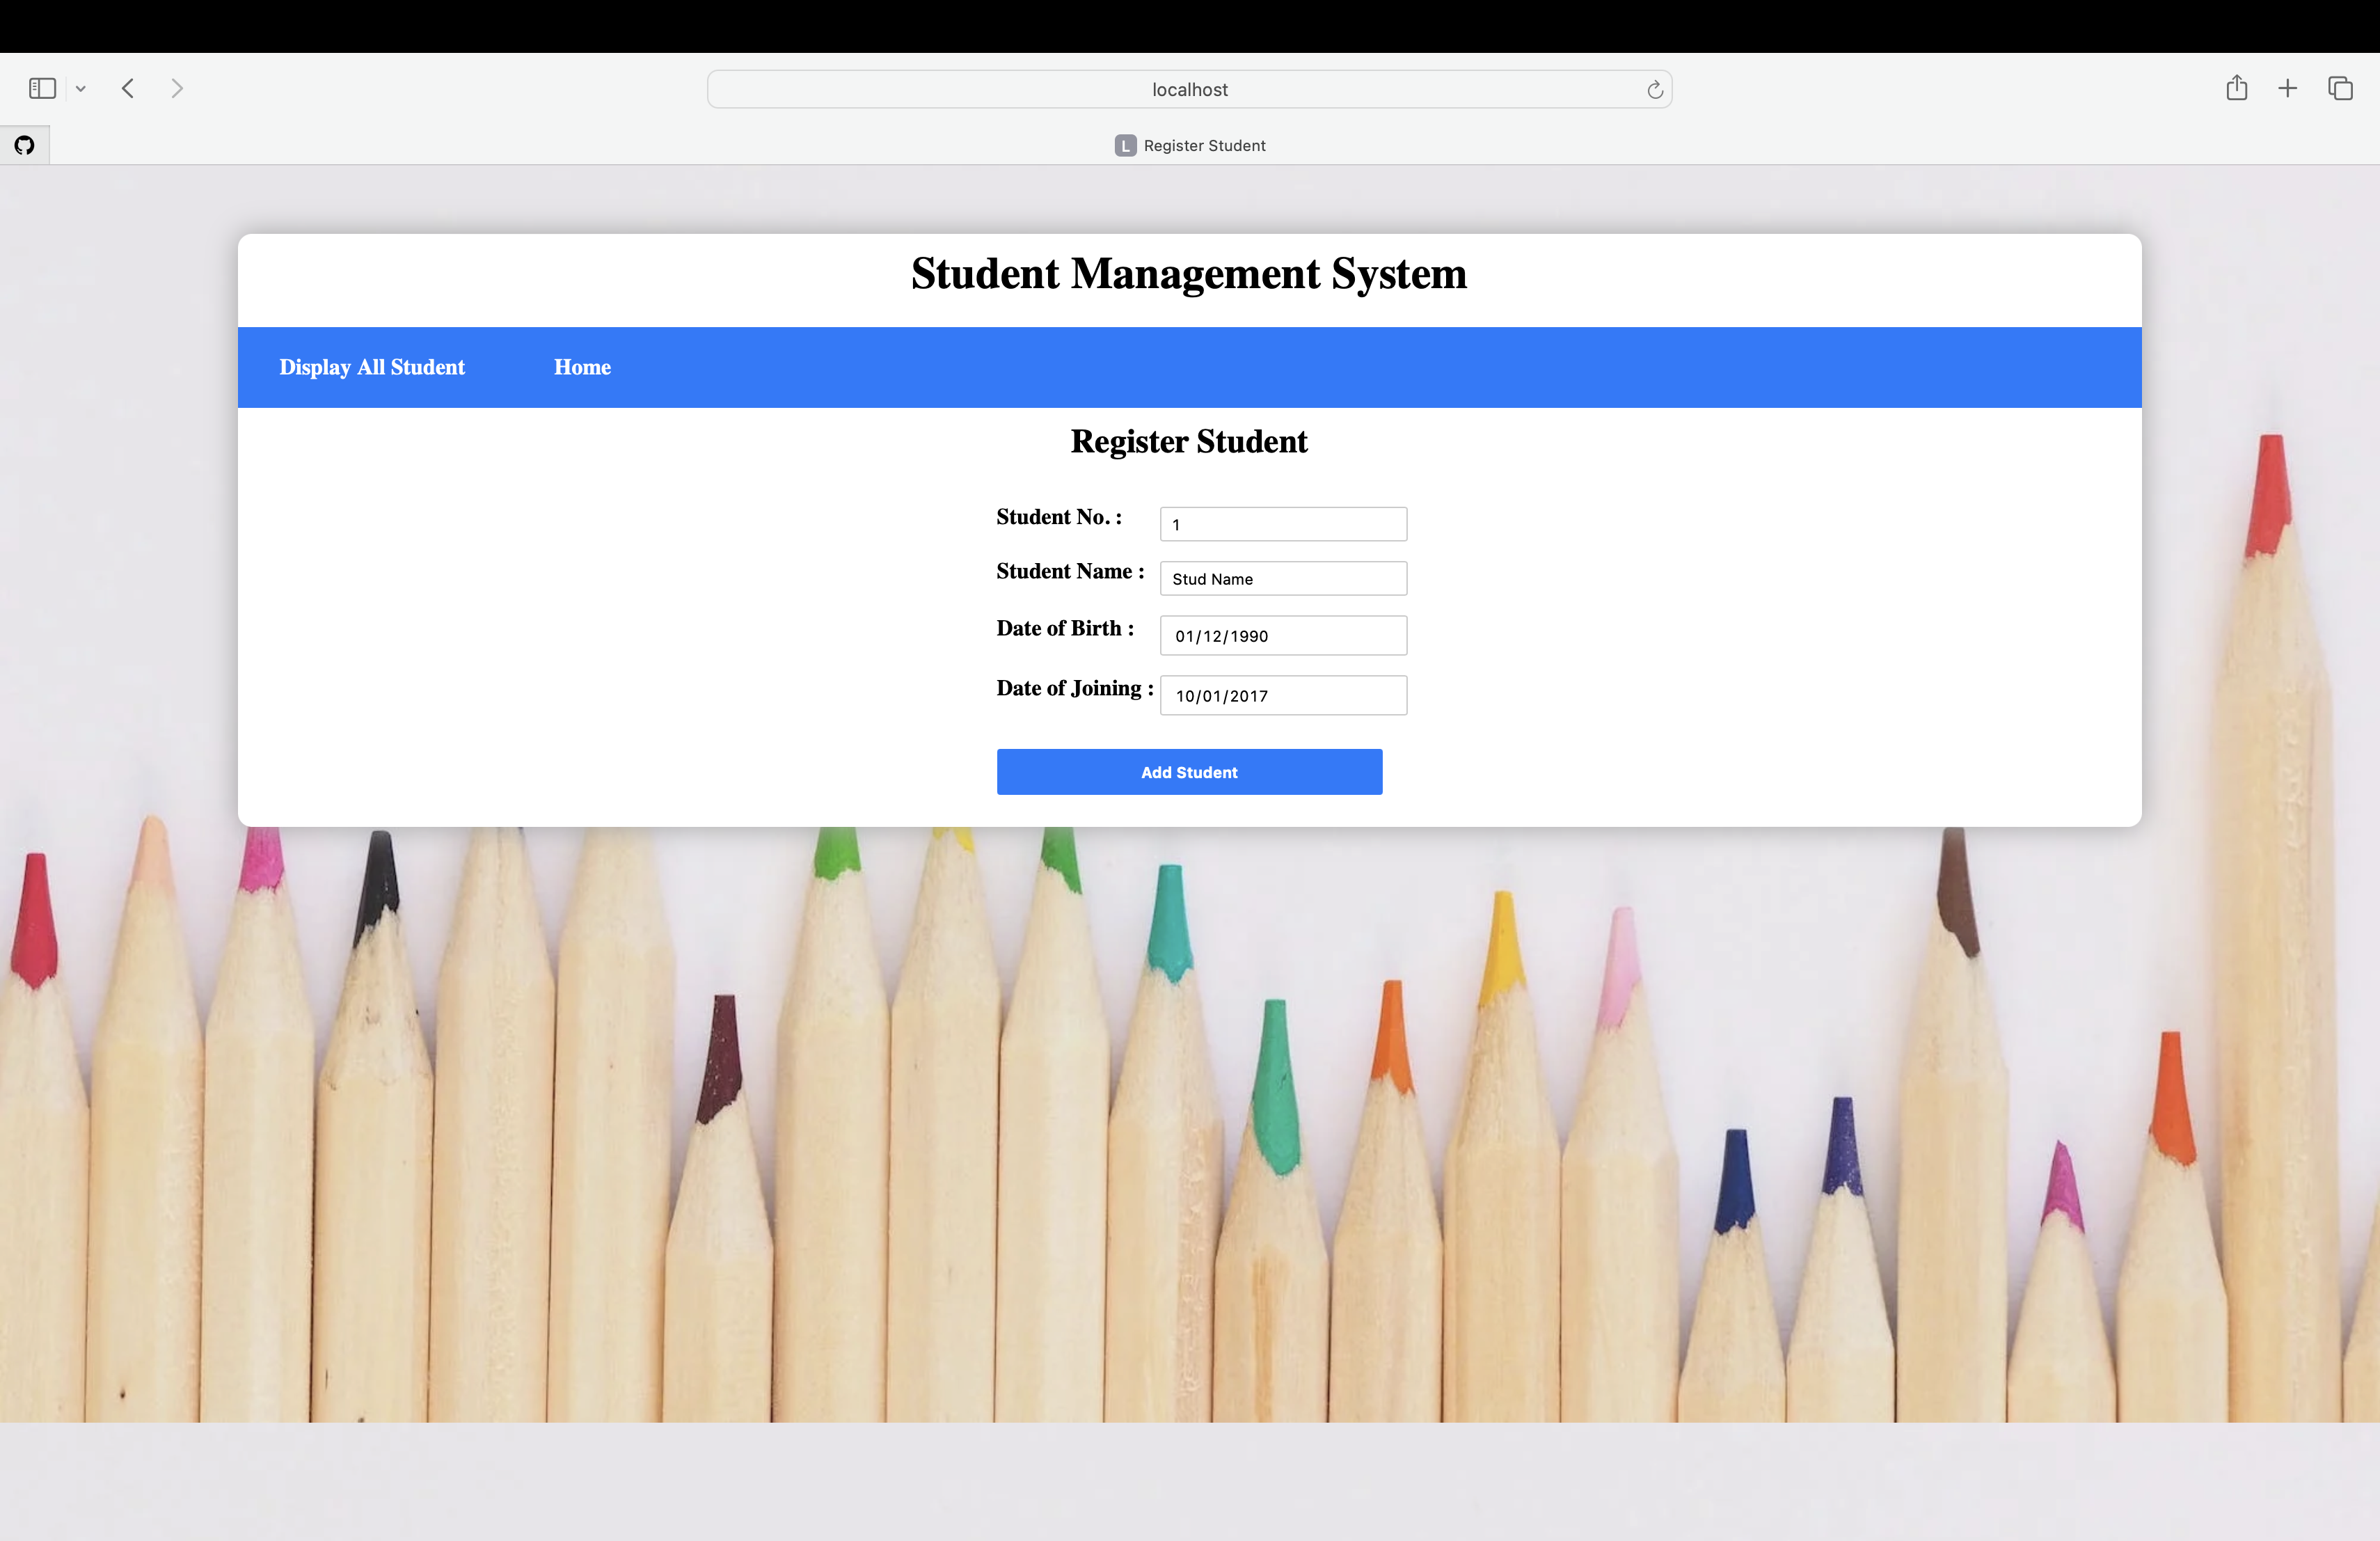 localhost
L Register Student
Student Management System
Display All Student Home
Register Student
Student No. : 1
Student Name : Stud Name
Date of Birth : 01/12/1990
Date of Joining : 10/01/2017
Add Student